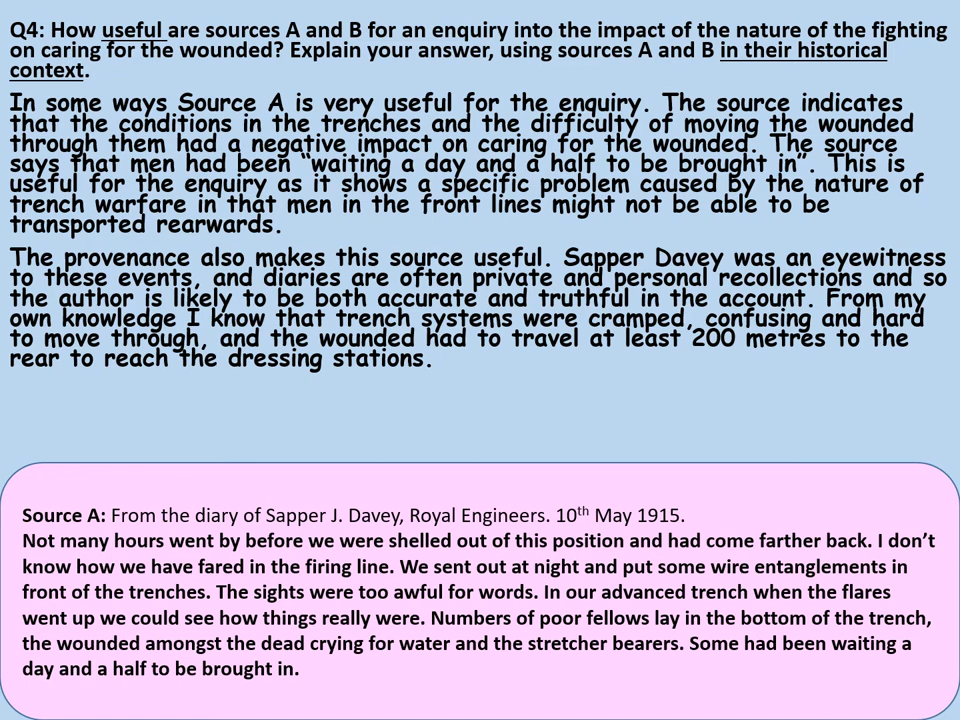 Q4: How useful are sources A and B for an enquiry into the impact of the nature of the fighting
on caring for the wounded? Explain your answer, using sources A and B in their historical
context.
In some ways Source A is very useful for the enquiry. The source indicates
that the conditions in the trenches and the difficulty of moving the wounded
through them had a negative impact on caring for the wounded. The source
says that men had been “waiting a day and a half to be brought in”. This is
useful for the enquiry as it shows a specific problem caused by the nature of
trench warfare in that men in the front lines might not be able to be
transported rearwards.
The provenance also makes this source useful. Sapper Davey was an eyewitness
to these events, and diaries are often private and personal recollections and so
the author is likely to be both accurate and truthful in the account. From my
own knowledge I know that trench systems were cramped, confusing and hard
to move through, and the wounded had to travel at least 200 metres to the
rear to reach the dressing stations.
Source A: From the diary of Sapper J. Davey, Royal Engineers. 10th May 1915.
Not many hours went by before we were shelled out of this position and had come farther back. I don’t
know how we have fared in the firing line. We sent out at night and put some wire entanglements in
front of the trenches. The sights were too awful for words. In our advanced trench when the flares
went up we could see how things really were. Numbers of poor fellows lay in the bottom of the trench,
the wounded amongst the dead crying for water and the stretcher bearers. Some had been waiting a
day and a half to be brought in.